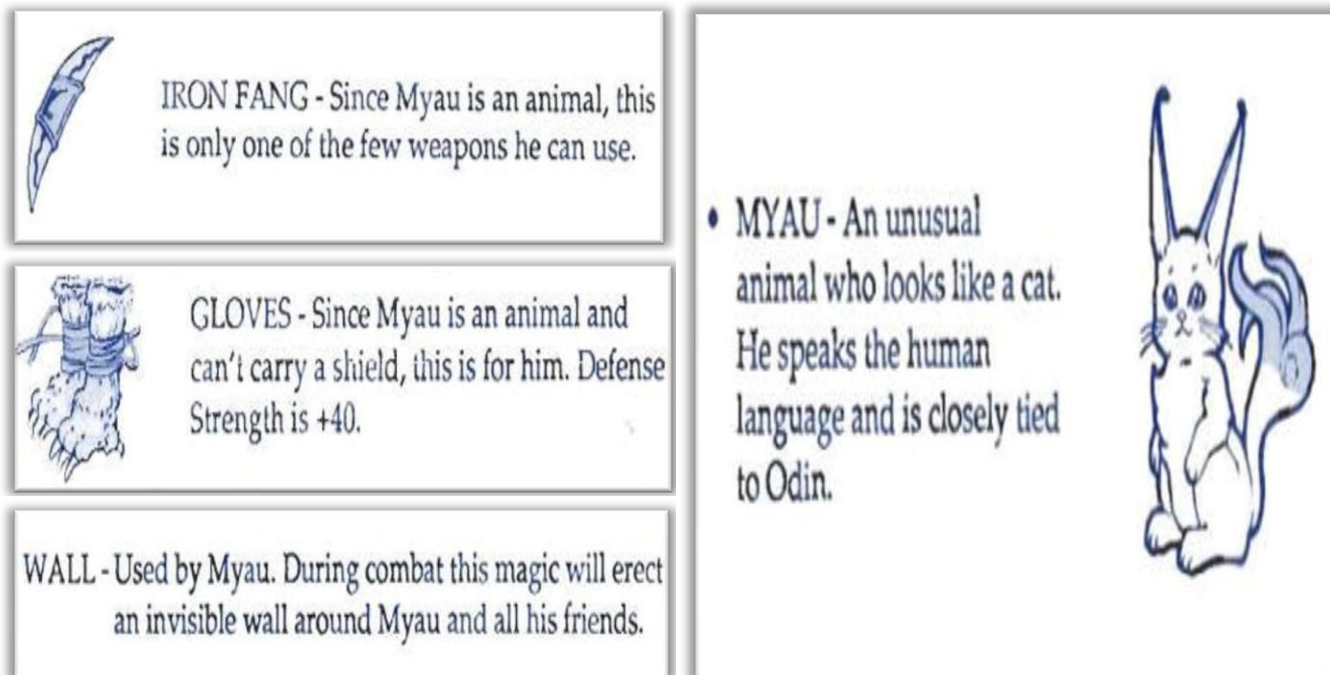 IRON FANG - Since Myau is an animal, this
is only one of the few weapons he can use.
GLOVES - Since Myau is an animal and
can't carry a shield, this is for him. Defense
Strength is +40.
WALL - Used by Myau. During combat this magic will erect
an invisible wall around Myau and all his friends.
• MYAU - An unusual
animal who looks like a cat.
He speaks the human
language and is closely tied
to Odin.